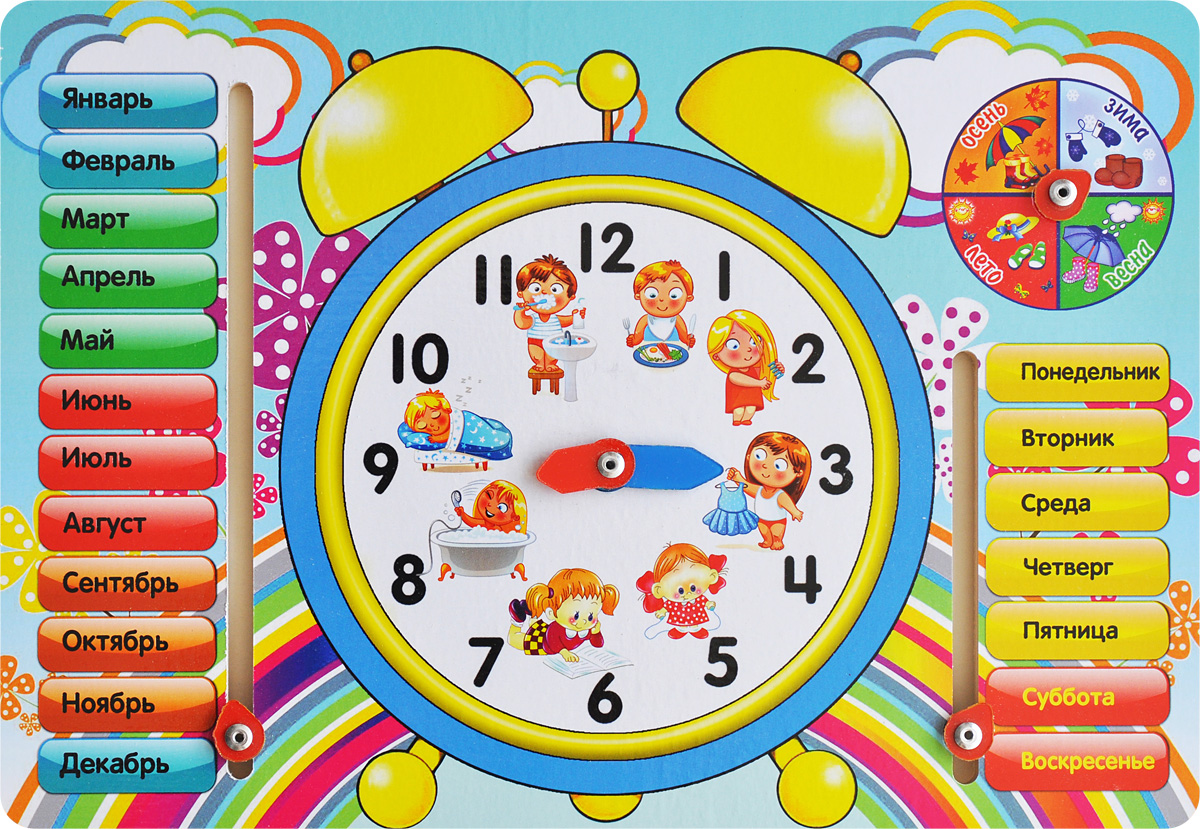 Январь
Февраль
Март
Апрель
Май
Июнь
Июль
Август
Сентябрь
Октябрь
Ноябрь
Декабрь
12
1
2
3
4
5
6
7
8
9
10
11
z z z z
осень
зима
лето
весна
Понедельник
Вторник
Среда
Четверг
Пятница
Суббота
Воскресенье